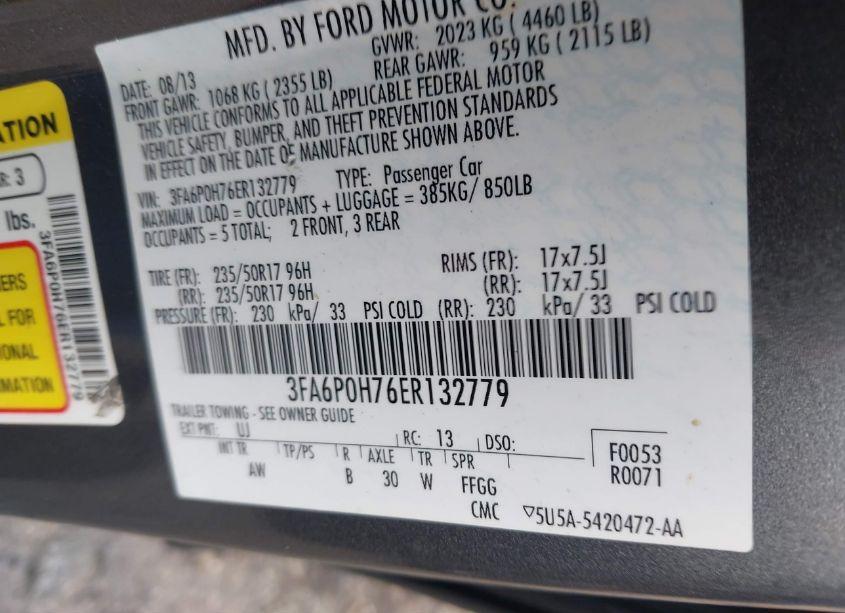 MFD. BY FORD MOTOR CO.
DATE: 08/13 GVWR: 2023 KG ( 4460 LB)
FRONT GAWR: 1068 KG ( 2355 LB) REAR GAWR: 959 KG ( 2115 LB)
THIS VEHICLE CONFORMS TO ALL APPLICABLE FEDERAL MOTOR
VEHICLE SAFETY, BUMPER, AND THEFT PREVENTION STANDARDS
IN EFFECT ON THE DATE OF MANUFACTURE SHOWN ABOVE.
VIN: 3FA6P0H76ER132779 TYPE: Passenger Car
MAXIMUM LOAD = OCCUPANTS + LUGGAGE = 385KG/ 850LB
OCCUPANTS = 5 TOTAL; 2 FRONT, 3 REAR
TIRE (FR): 235/50R17 96H RIMS (FR): 17x7.5J
(RR): 235/50R17 96H (RR): 17x7.5J
PRESSURE (FR): 230 kPa/ 33 PSI COLD (RR): 230 kPa/ 33 PSI COLD
3FA6P0H76ER132779
TRAILER TOWING - SEE OWNER GUIDE
EXT PNT: UJ RC: 13 DSO:
INT TR TP/PS R AXLE TR SPR
AW B 30 W FFGG
F0053
R0071
CMC ▽5U5A-5420472-AA
ATION
R: 3
lbs.
3FA6P0H76ER132779
ERS
L FOR
IONAL
RMATION